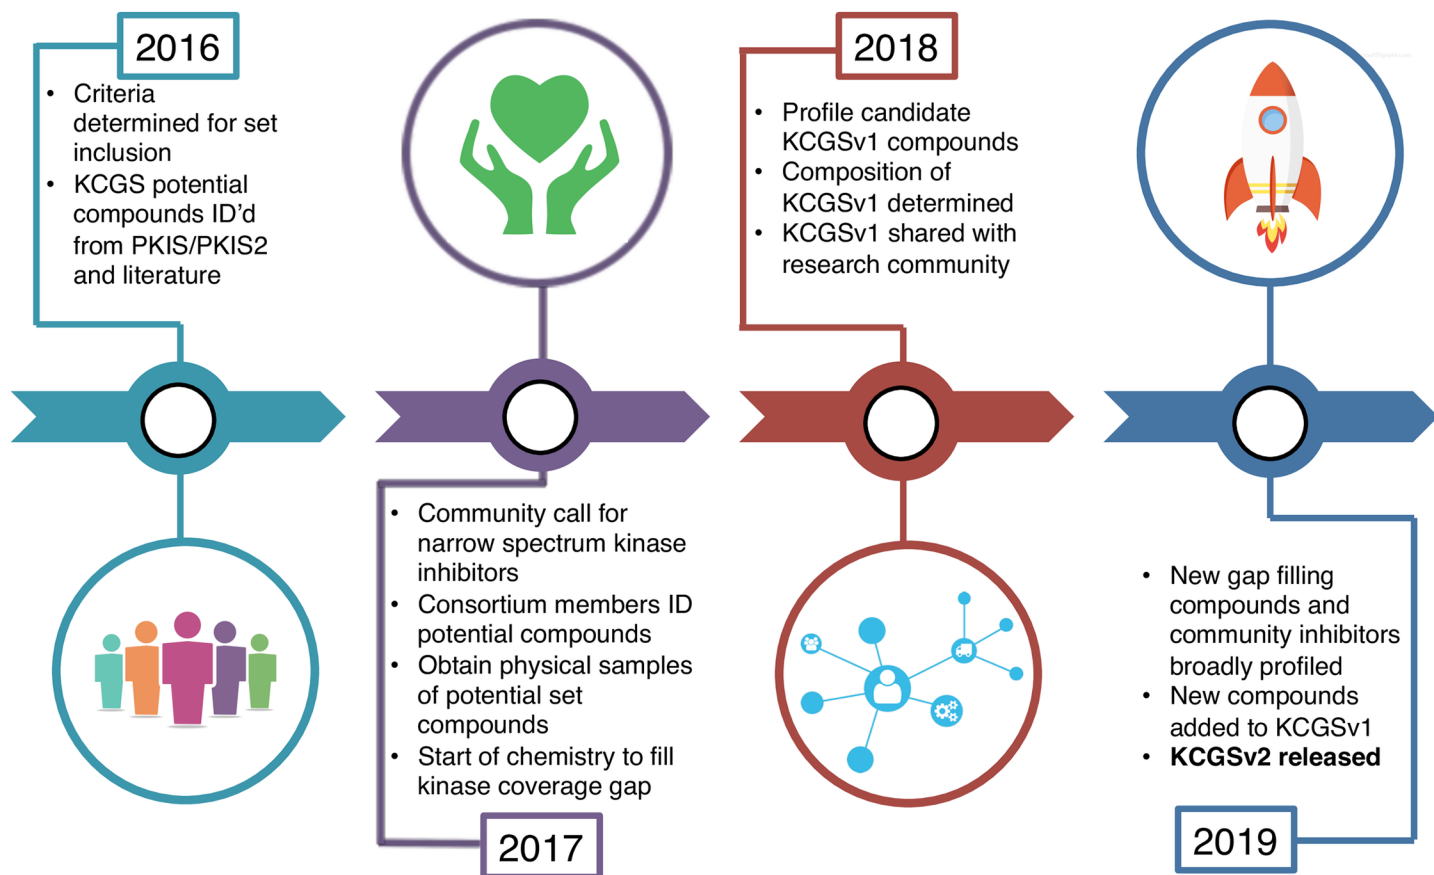 2016
• Criteria
determined for set
inclusion
• KCGS potential
compounds ID’d
from PKIS/PKIS2
and literature
• Community call for
narrow spectrum kinase
inhibitors
• Consortium members ID
potential compounds
• Obtain physical samples
of potential set
compounds
• Start of chemistry to fill
kinase coverage gap
2017
2018
• Profile candidate
KCGSv1 compounds
• Composition of
KCGSv1 determined
• KCGSv1 shared with
research community
• New gap filling
compounds and
community inhibitors
broadly profiled
• New compounds
added to KCGSv1
• KCGSv2 released
2019